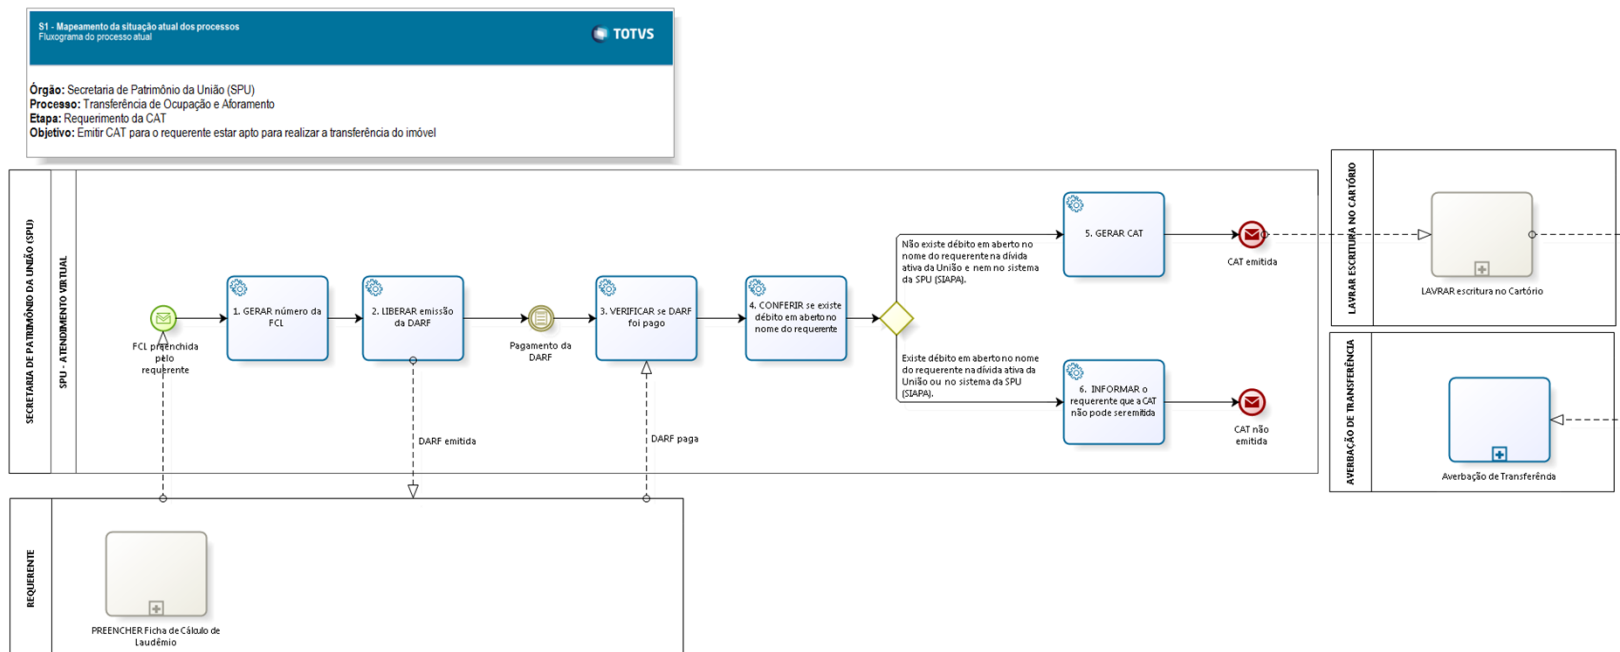 S1 - Mapeamento da situação atual dos processos
Fluxograma do processo atual
TOTVS
Órgão: Secretaria de Patrimônio da União (SPU)
Processo: Transferência de Ocupação e Aforamento
Etapa: Requerimento da CAT
Objetivo: Emitir CAT para o requerente estar apto para realizar a transferência do imóvel
SECRETARIA DE PATRIMÔNIO DA UNIÃO (SPU)
SPU - ATENDIMENTO VIRTUAL
FCL preenchida
pelo
requerente
1. GERAR número da
FCL
2. LIBERAR emissão
da DARF
Pagamento da
DARF
3. VERIFICAR se DARF
foi pago
4. CONFERIR se existe
débito em aberto no
nome do requerente
Não existe débito em aberto no
nome do requerente na dívida
ativa da União e nem no sistema
da SPU (SIAPA).
Existe débito em aberto no nome
do requerente na dívida ativa da
União ou no sistema da SPU
(SIAPA).
5. GERAR CAT
CAT emitida
6. INFORMAR o
requerente que a CAT
não pode ser emitida
CAT não
emitida
DARF emitida
DARF paga
LAVRAR ESCRITURA NO CARTÓRIO
LAVRAR escritura no Cartório
AVERBAÇÃO DE TRANSFERÊNCIA
Averbação de Transferência
REQUERENTE
PREENCHER Ficha de Cálculo de
Laudêmio